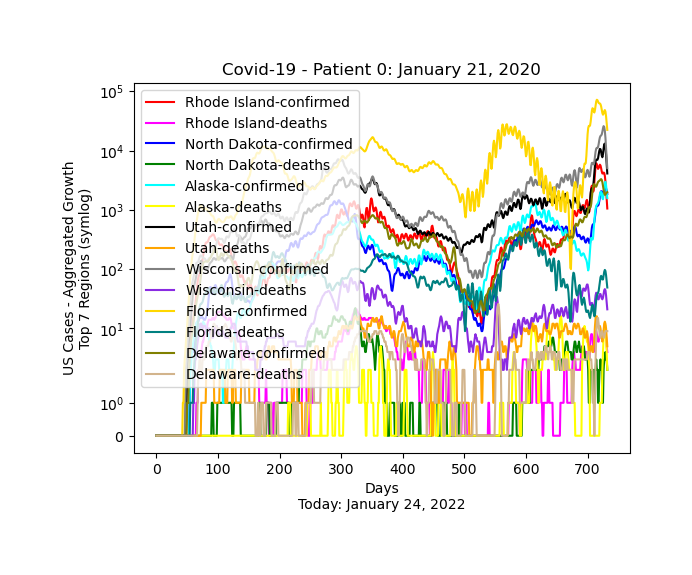 Covid-19 - Patient 0: January 21, 2020
US Cases - Aggregated Growth
Top 7 Regions (symlog)
10^5
10^4
10^3
10^2
10^1
10^0
0
Rhode Island-confirmed
Rhode Island-deaths
North Dakota-confirmed
North Dakota-deaths
Alaska-confirmed
Alaska-deaths
Utah-confirmed
Utah-deaths
Wisconsin-confirmed
Wisconsin-deaths
Florida-confirmed
Florida-deaths
Delaware-confirmed
Delaware-deaths
0 100 200 300 400 500 600 700
Days
Today: January 24, 2022